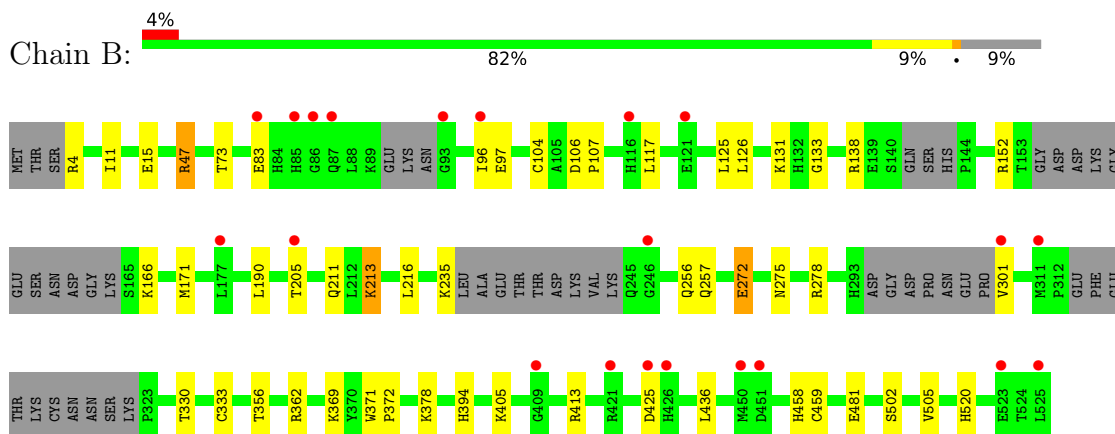 4%
Chain B:
82% 9% • 9%
MET THR SER R4 I11 E15 R47 T73 E83 H84 H85 G86 Q87 L88 K89 GLU LYS ASN G93 I96 E97 C104 A105 D106 P107 H116 L117 E121 L125 L126 K131 H132 G133 R138 E139 S140 GLN SER HIS P144 R152 T153 GLY ASP ASP LYS GLY
GLU SER ASN ASP GLY LYS S165 K166 M171 L177 L190 T205 Q211 L212 K213 L216 K235 LEU ALA GLU THR THR ASP LYS VAL LYS Q245 G246 Q256 Q257 E272 N275 R278 H293 ASP GLY ASP PRO ASN GLU PRO V301 M311 P312 GLU PHE GLU
THR LYS CYS ASN ASN SER LYS P323 T330 C333 T356 R362 K369 Y370 W371 P372 K378 H394 K405 G409 R413 R421 D425 H426 L436 M450 D451 H458 C459 E481 S502 V505 H520 E523 T524 L525